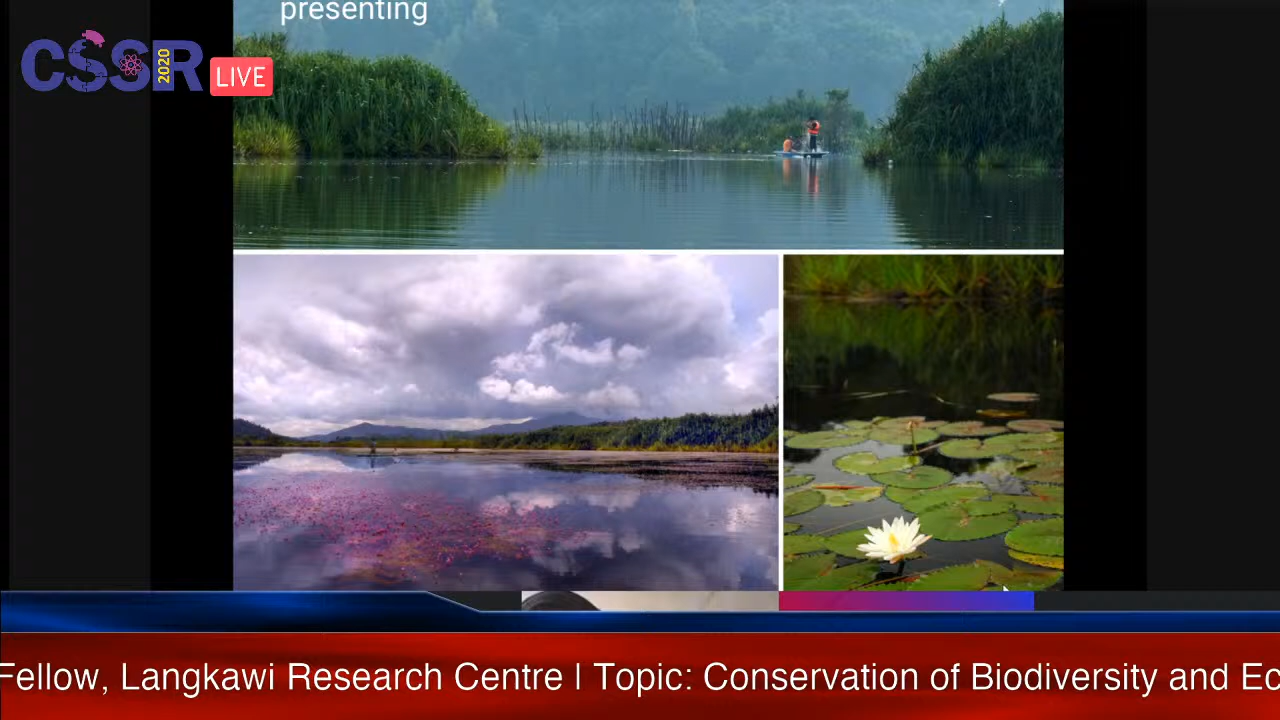 presenting
CSSR
2020
LIVE
Fellow, Langkawi Research Centre | Topic: Conservation of Biodiversity and Ec